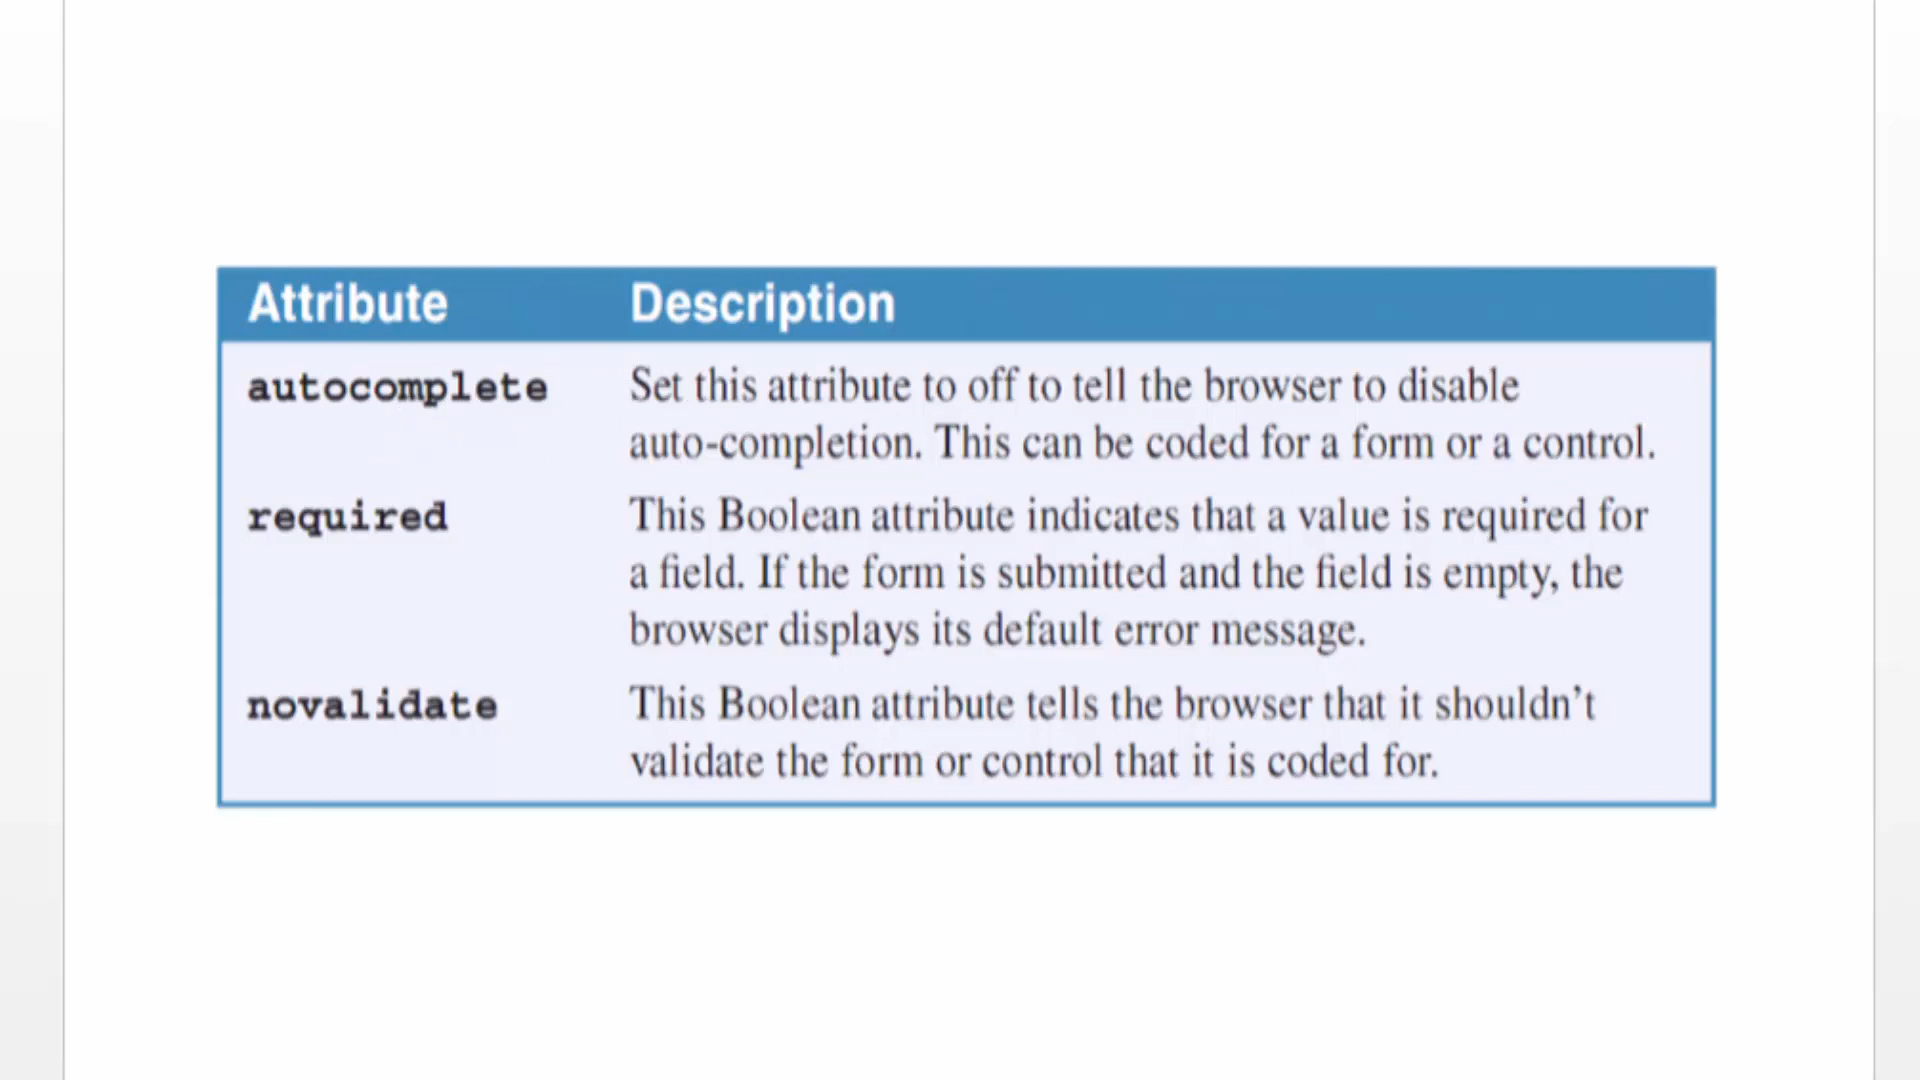 Attribute Description
autocomplete Set this attribute to off to tell the browser to disable
auto-completion. This can be coded for a form or a control.
required This Boolean attribute indicates that a value is required for
a field. If the form is submitted and the field is empty, the
browser displays its default error message.
novalidate This Boolean attribute tells the browser that it shouldn’t
validate the form or control that it is coded for.